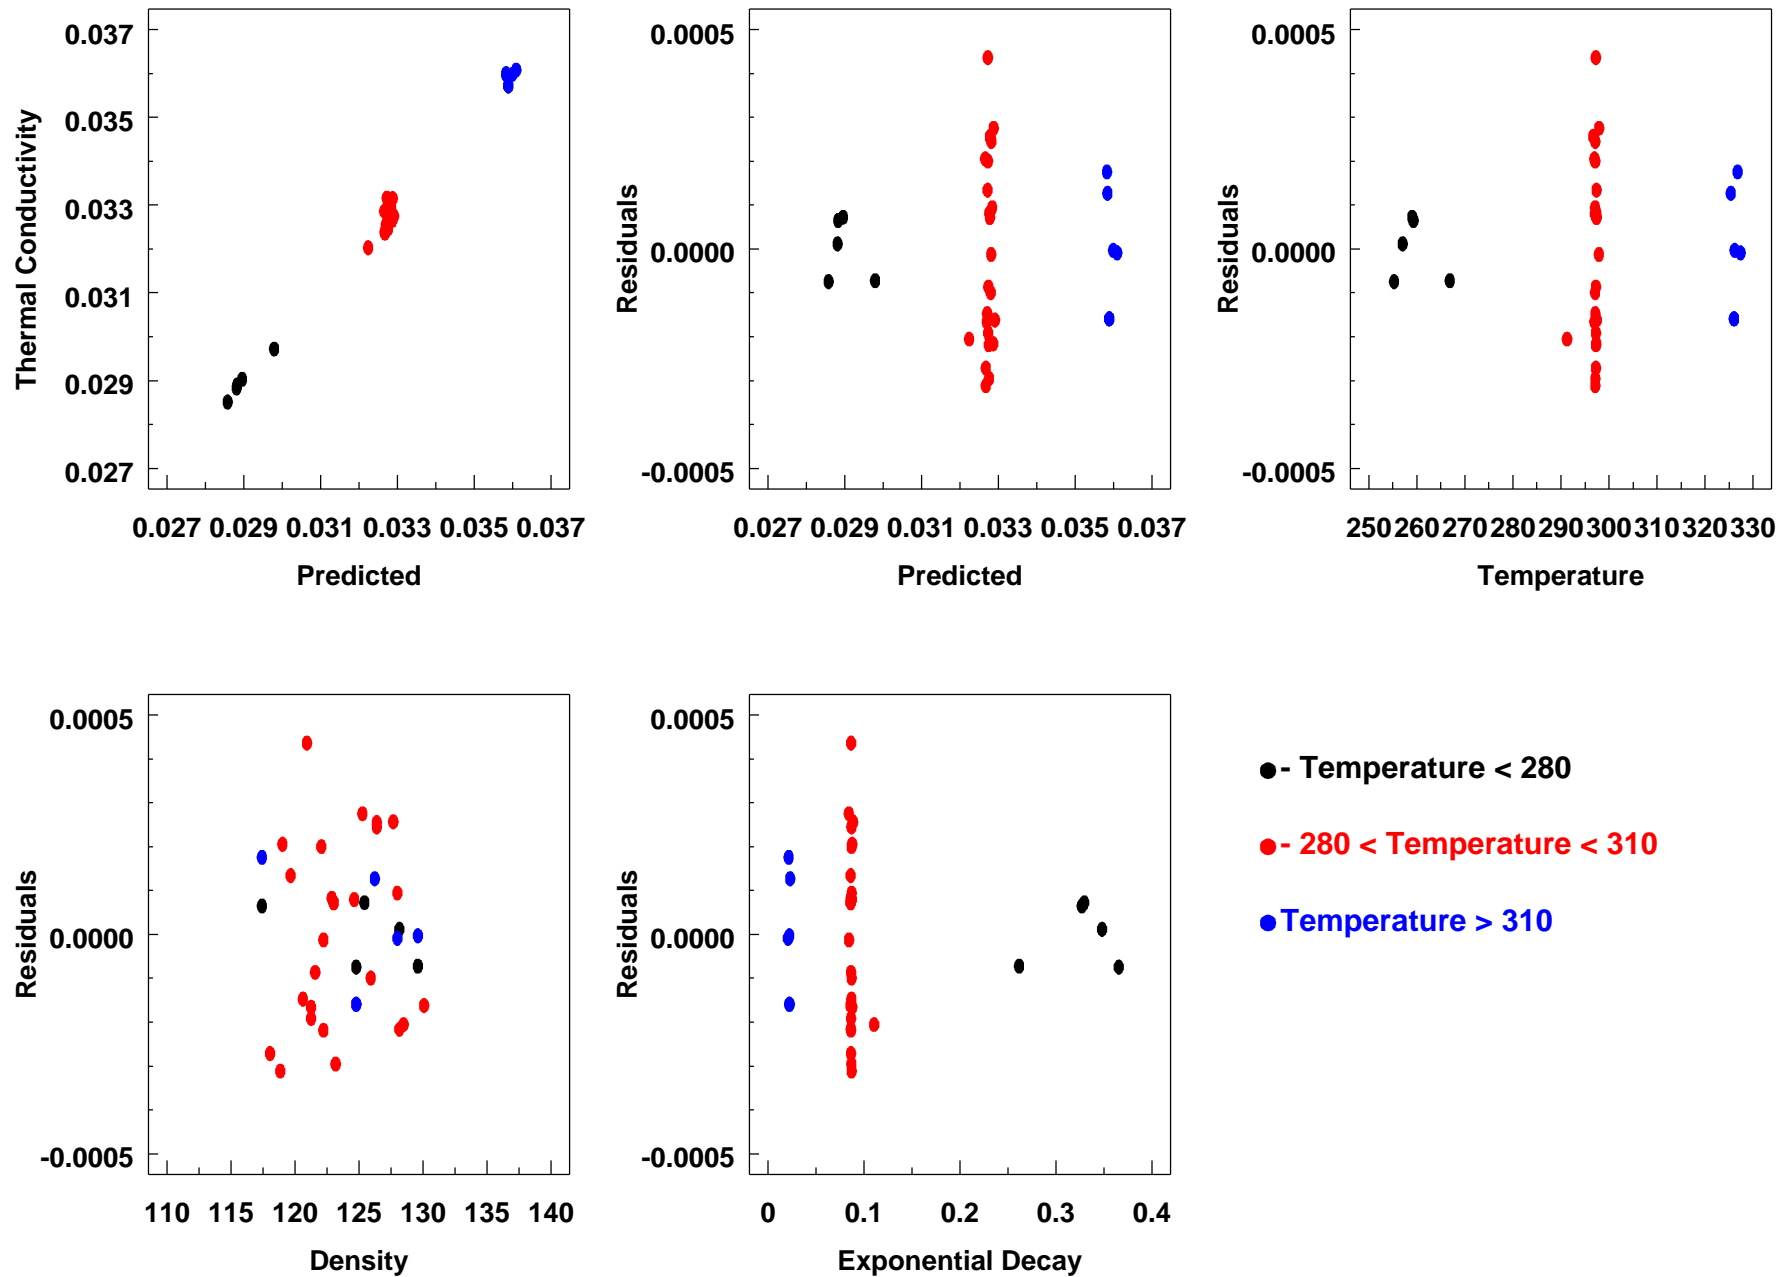 0.037
0.035
0.033
0.031
0.029
0.027
Thermal Conductivity
0.027 0.029 0.031 0.033 0.035 0.037
Predicted
0.0005
0.0000
-0.0005
Residuals
0.027 0.029 0.031 0.033 0.035 0.037
Predicted
0.0005
0.0000
-0.0005
Residuals
250 260 270 280 290 300 310 320 330
Temperature
0.0005
0.0000
-0.0005
Residuals
110 115 120 125 130 135 140
Density
0.0005
0.0000
-0.0005
Residuals
0 0.1 0.2 0.3 0.4
Exponential Decay
- Temperature < 280
- 280 < Temperature < 310
Temperature > 310